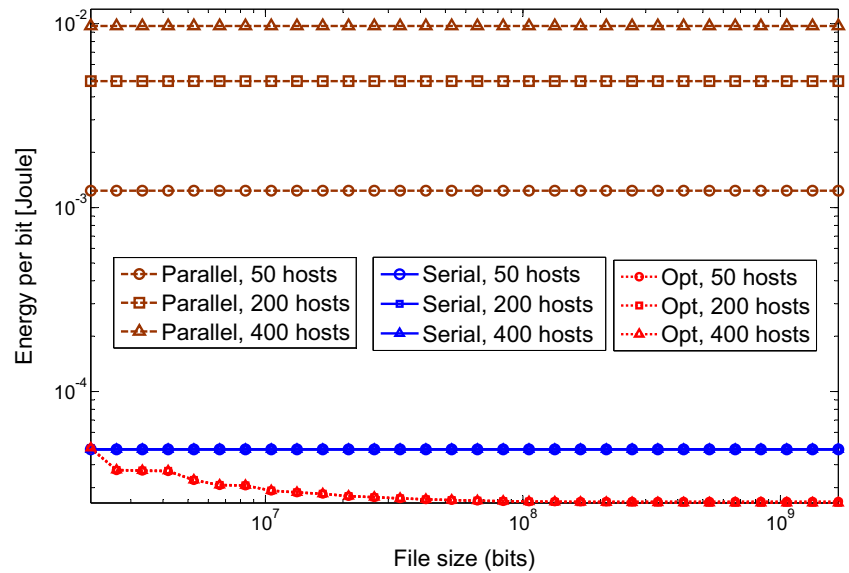 10^-2
10^-3
10^-4
Energy per bit [Joule]
Parallel, 50 hosts
Parallel, 200 hosts
Parallel, 400 hosts
Serial, 50 hosts
Serial, 200 hosts
Serial, 400 hosts
Opt, 50 hosts
Opt, 200 hosts
Opt, 400 hosts
10^7
10^8
10^9
File size (bits)